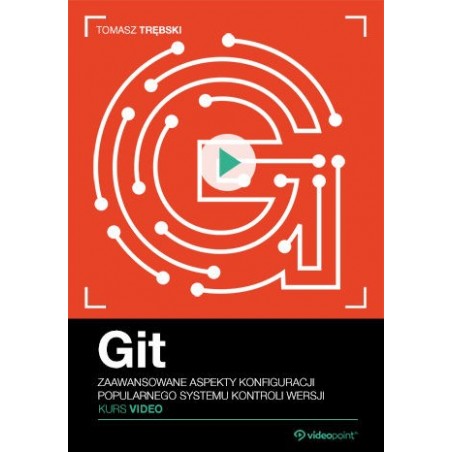 TOMASZ TRĘBSKI
Git
ZAAWANSOWANE ASPEKTY KONFIGURACJI
POPULARNEGO SYSTEMU KONTROLI WERSJI
KURS VIDEO
videopoint